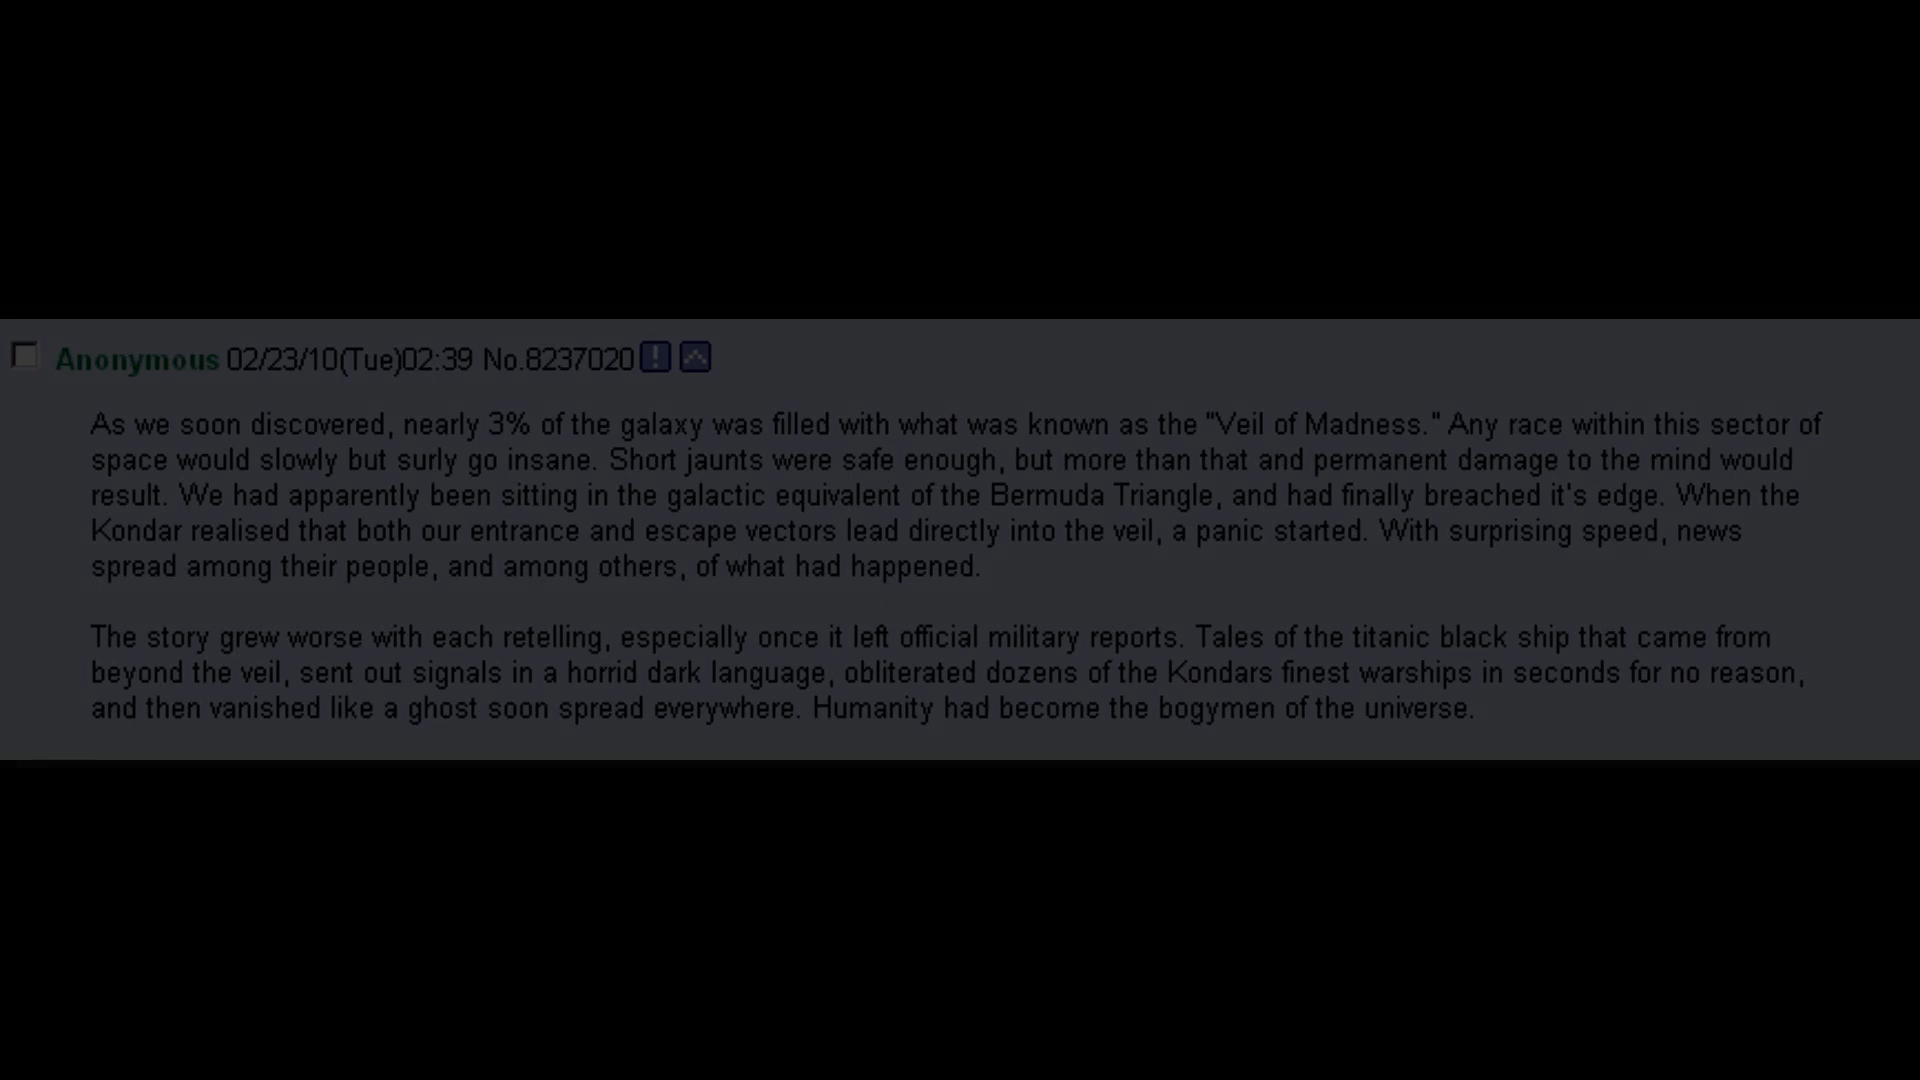 Anonymous 02/23/10(Tue)02:39 No.8237020
As we soon discovered, nearly 3% of the galaxy was filled with what was known as the "Veil of Madness." Any race within this sector of
space would slowly but surly go insane. Short jaunts were safe enough, but more than that and permanent damage to the mind would
result. We had apparently been sitting in the galactic equivalent of the Bermuda Triangle, and had finally breached it's edge. When the
Kondar realised that both our entrance and escape vectors lead directly into the veil, a panic started. With surprising speed, news
spread among their people, and among others, of what had happened.
The story grew worse with each retelling, especially once it left official military reports. Tales of the titanic black ship that came from
beyond the veil, sent out signals in a horrid dark language, obliterated dozens of the Kondars finest warships in seconds for no reason,
and then vanished like a ghost soon spread everywhere. Humanity had become the bogymen of the universe.